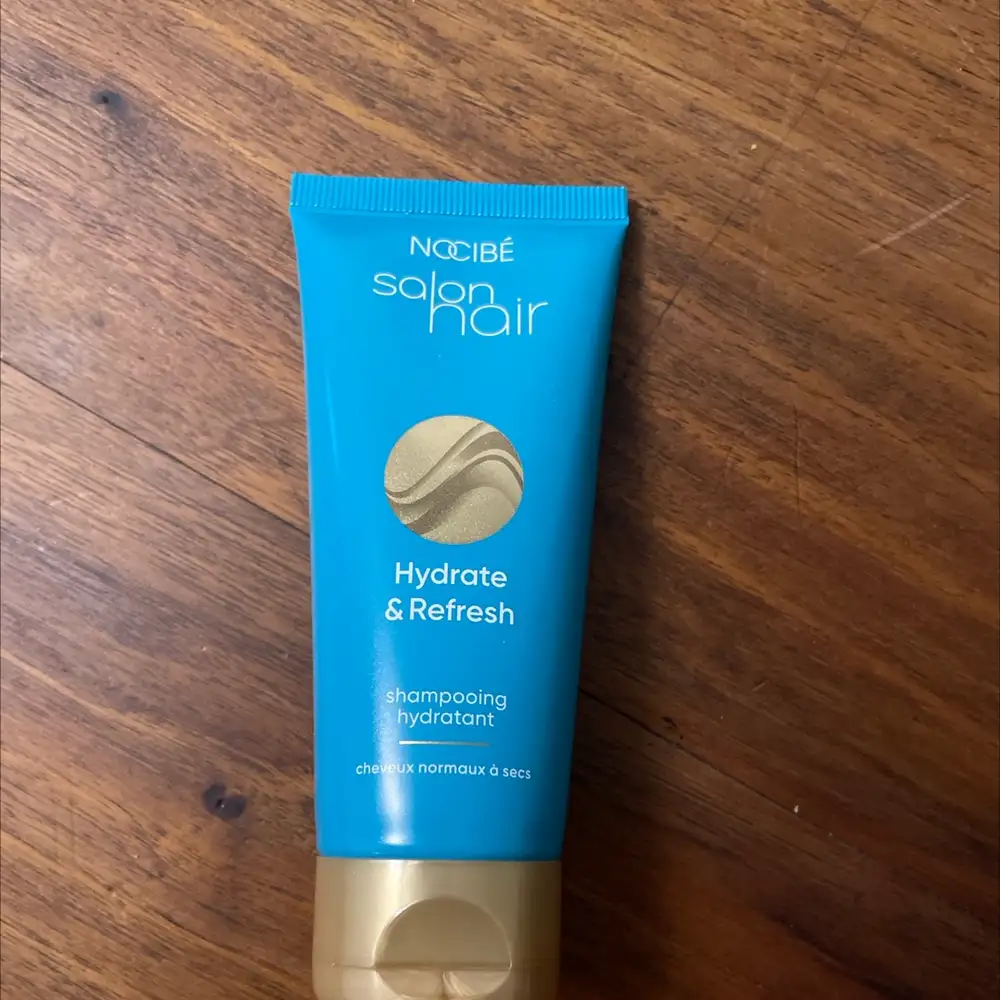 NOCIBÉ
salon
hair
Hydrate
& Refresh
shampooing
hydratant
cheveux normaux à secs